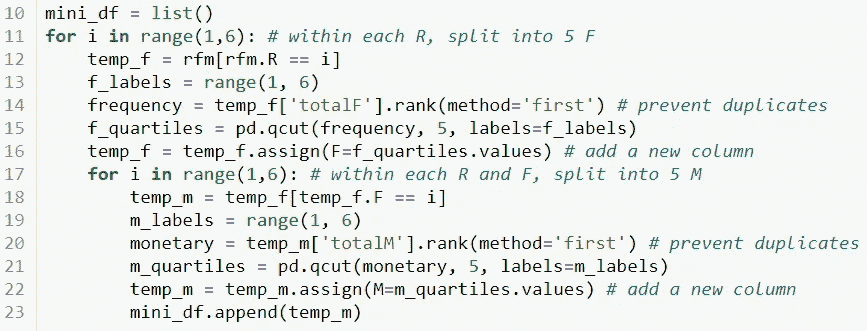 10 mini_df = list()
11 for i in range(1,6): # within each R, split into 5 F
12     temp_f = rfm[rfm.R == i]
13     f_labels = range(1, 6)
14     frequency = temp_f['totalF'].rank(method='first') # prevent duplicates
15     f_quartiles = pd.qcut(frequency, 5, labels=f_labels)
16     temp_f = temp_f.assign(F=f_quartiles.values) # add a new column
17     for i in range(1,6): # within each R and F, split into 5 M
18         temp_m = temp_f[temp_f.F == i]
19         m_labels = range(1, 6)
20         monetary = temp_m['totalM'].rank(method='first') # prevent duplicates
21         m_quartiles = pd.qcut(monetary, 5, labels=m_labels)
22         temp_m = temp_m.assign(M=m_quartiles.values) # add a new column
23         mini_df.append(temp_m)